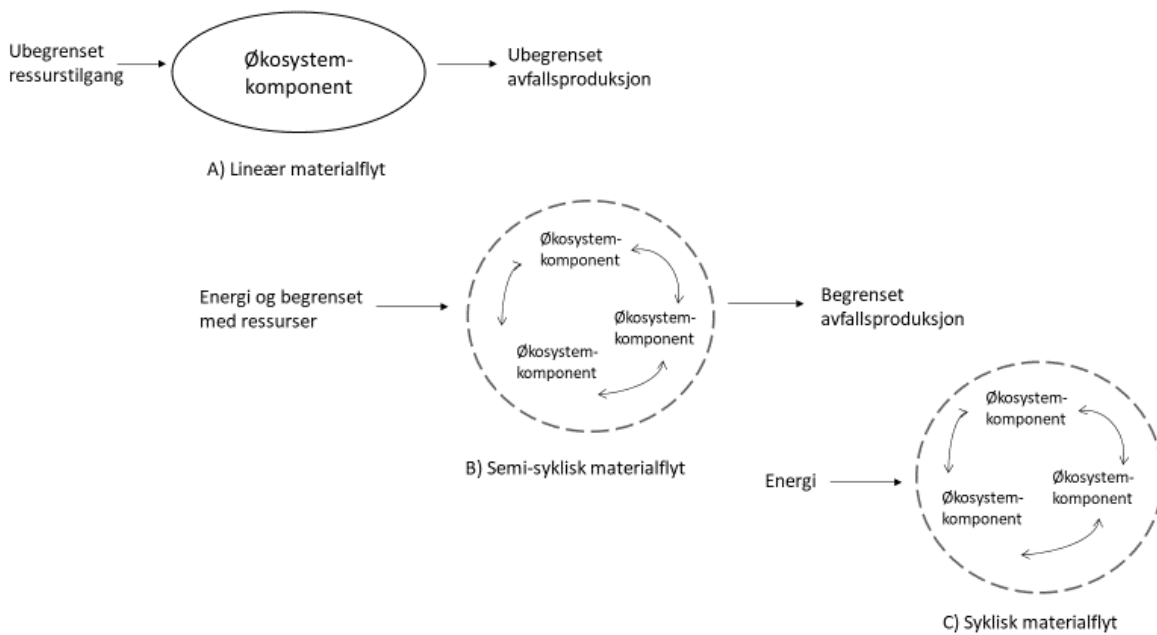 Ubegrenset
ressurstilgang
Økosystem-
komponent
Ubegrenset
avfallsproduksjon
A) Lineær materialflyt
Energi og begrenset
med ressurser
Økosystem-
komponent
Økosystem-
komponent
Økosystem-
komponent
Begrenset
avfallsproduksjon
B) Semi-syklisk materialflyt
Energi
Økosystem-
komponent
Økosystem-
komponent
Økosystem-
komponent
C) Syklisk materialflyt